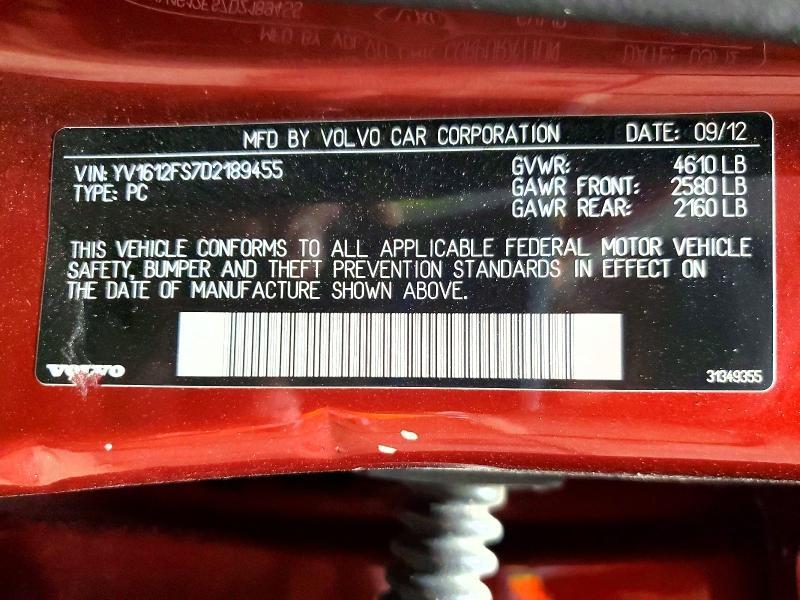 MFD BY VOLVO CAR CORPORATION DATE: 09/12
VIN: YV1612FS7D2189455 GVWR: 4610 LB
TYPE: PC GAWR FRONT: 2580 LB
GAWR REAR: 2160 LB
THIS VEHICLE CONFORMS TO ALL APPLICABLE FEDERAL MOTOR VEHICLE
SAFETY, BUMPER AND THEFT PREVENTION STANDARDS IN EFFECT ON
THE DATE OF MANUFACTURE SHOWN ABOVE.
VOLVO 31349355